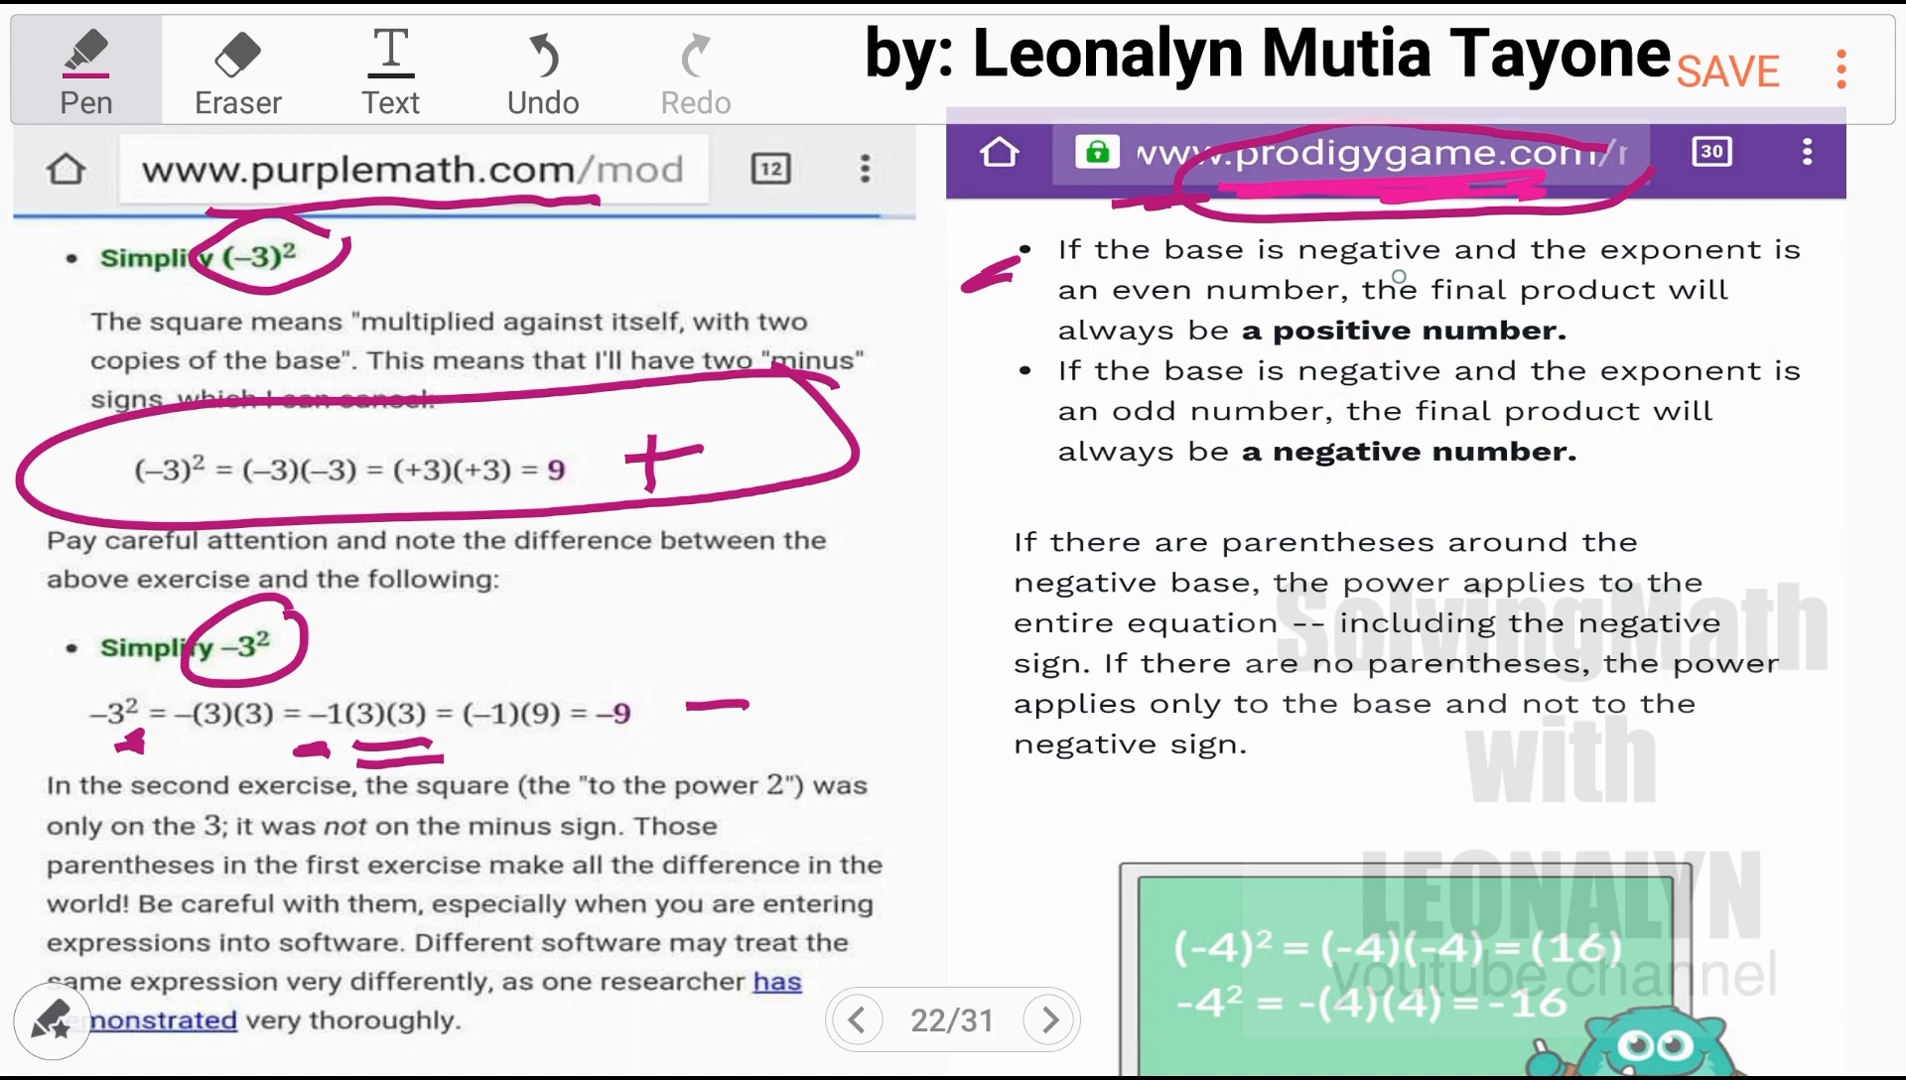 Pen
Eraser
T
Text
Undo
Redo
by: Leonalyn Mutia Tayone
SAVE
www.purplemath.com/mod
12
• Simplify (–3)²
The square means "multiplied against itself, with two
copies of the base". This means that I'll have two "minus"
signs, which I can cancel:
(–3)² = (–3)(–3) = (+3)(+3) = 9 +
Pay careful attention and note the difference between the
above exercise and the following:
• Simplify –3²
–3² = –(3)(3) = –1(3)(3) = (–1)(9) = –9 –
In the second exercise, the square (the "to the power 2") was
only on the 3; it was not on the minus sign. Those
parentheses in the first exercise make all the difference in the
world! Be careful with them, especially when you are entering
expressions into software. Different software may treat the
same expression very differently, as one researcher has
monstrated very thoroughly.
22/31
www.prodigygame.com/
30
• If the base is negative and the exponent is
an even number, the final product will
always be a positive number.
• If the base is negative and the exponent is
an odd number, the final product will
always be a negative number.
If there are parentheses around the
negative base, the power applies to the
entire equation -- including the negative
sign. If there are no parentheses, the power
applies only to the base and not to the
negative sign.
SolvingMath
with
LEONALYN
youtube channel
(-4)² = (-4)(-4) = (16)
-4² = -(4)(4) = -16